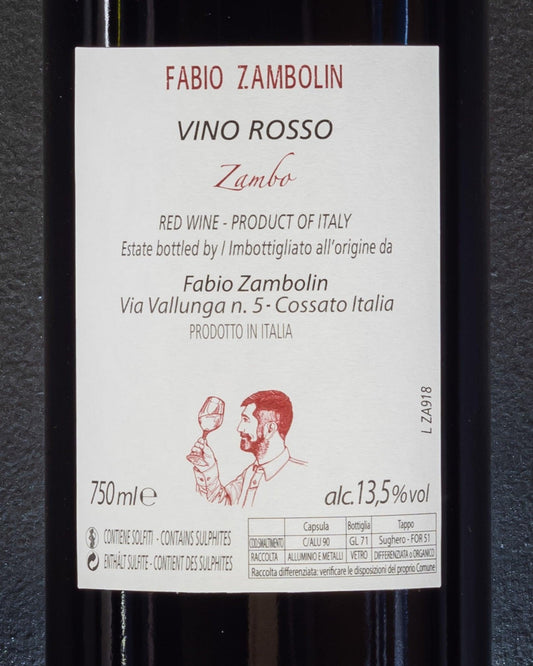 FABIO ZAMBOLIN
VINO ROSSO
Zambo
RED WINE - PRODUCT OF ITALY
Estate bottled by / Imbottigliato all'origine da
Fabio Zambolin
Via Vallunga n. 5 - Cossato Italia
PRODOTTO IN ITALIA
L ZA918
750 ml e
alc. 13,5% vol
CONTIENE SOLFITI - CONTAINS SULPHITES
ENTHÄLT SULFITE - CONTIENT DES SULPHITES
Capsula Bottiglia Tappo
COD.SMALTIMENTO C/ALU 90 GL 71 Sughero - FOR 51
RACCOLTA ALLUMINIO E METALLI VETRO DIFFERENZIATA o ORGANICO
Raccolta differenziata: verificare le disposizioni del proprio Comune